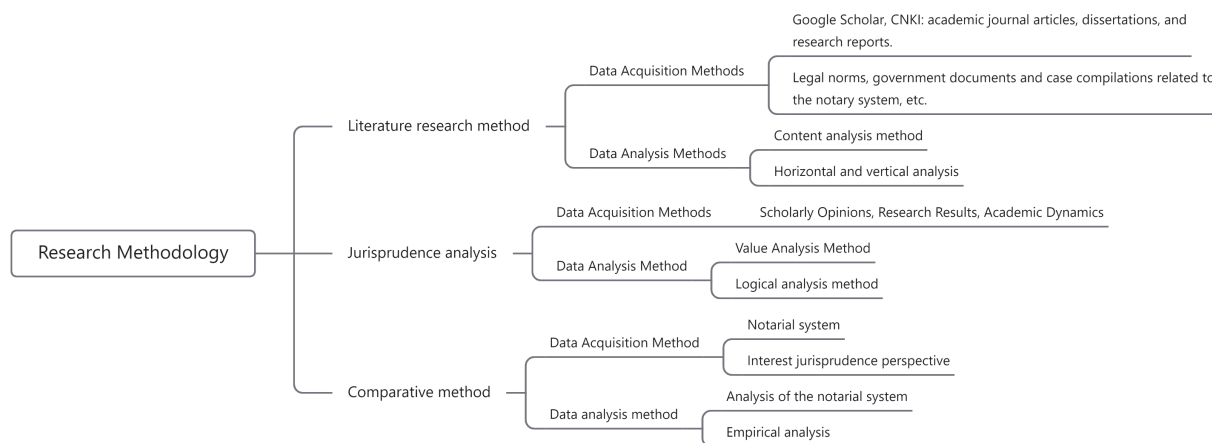 Research Methodology
Literature research method
Data Acquisition Methods
Google Scholar, CNKI: academic journal articles, dissertations, and
research reports.
Legal norms, government documents and case compilations related to
the notary system, etc.
Data Analysis Methods
Content analysis method
Horizontal and vertical analysis
Jurisprudence analysis
Data Acquisition Methods
Scholarly Opinions, Research Results, Academic Dynamics
Data Analysis Method
Value Analysis Method
Logical analysis method
Comparative method
Data Acquisition Method
Notarial system
Interest jurisprudence perspective
Data analysis method
Analysis of the notarial system
Empirical analysis